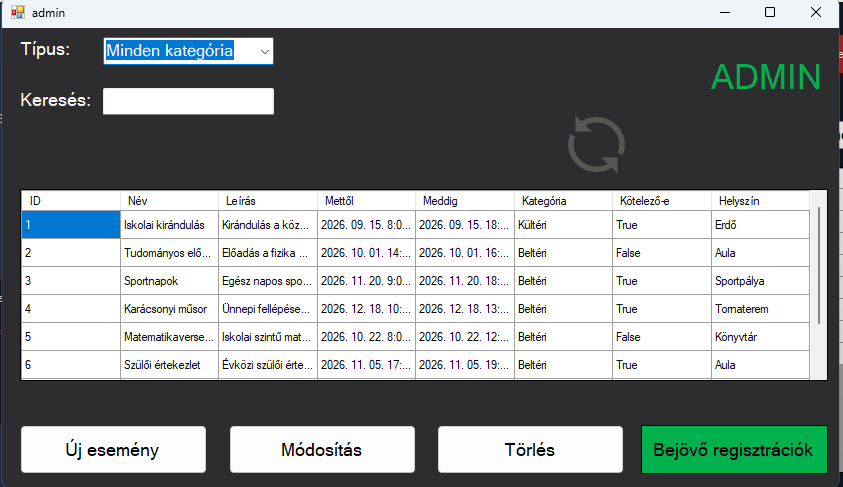 admin
Típus: Minden kategória
ADMIN
Keresés:
ID Név Leírás Mettől Meddig Kategória Kötelező-e Helyszín
1 Iskolai kirándulás Kirándulás a köz... 2026. 09. 15. 8:0... 2026. 09. 15. 18:... Kültéri True Erdő
2 Tudományos elő... Előadás a fizika ... 2026. 10. 01. 14:... 2026. 10. 01. 16:... Beltéri False Aula
3 Sportnapok Egész napos spo... 2026. 11. 20. 9:0... 2026. 11. 20. 18:... Beltéri True Sportpálya
4 Karácsonyi műsor Ünnepi fellépése... 2026. 12. 18. 10:... 2026. 12. 18. 13:... Beltéri True Tornaterem
5 Matematikaverse... Iskolai szintű mat... 2026. 10. 22. 8:0... 2026. 10. 22. 12:... Beltéri False Könyvtár
6 Szülői értekezlet Évközi szülői érte... 2026. 11. 05. 17:... 2026. 11. 05. 19:... Beltéri True Aula
Új esemény Módosítás Törlés Bejövő regisztrációk